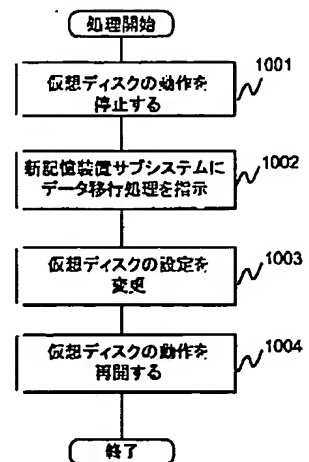 処理開始
1001
仮想ディスクの動作を
停止する
1002
新記憶装置サブシステムに
データ移行処理を指示
1003
仮想ディスクの設定を
変更
1004
仮想ディスクの動作を
再開する
終了